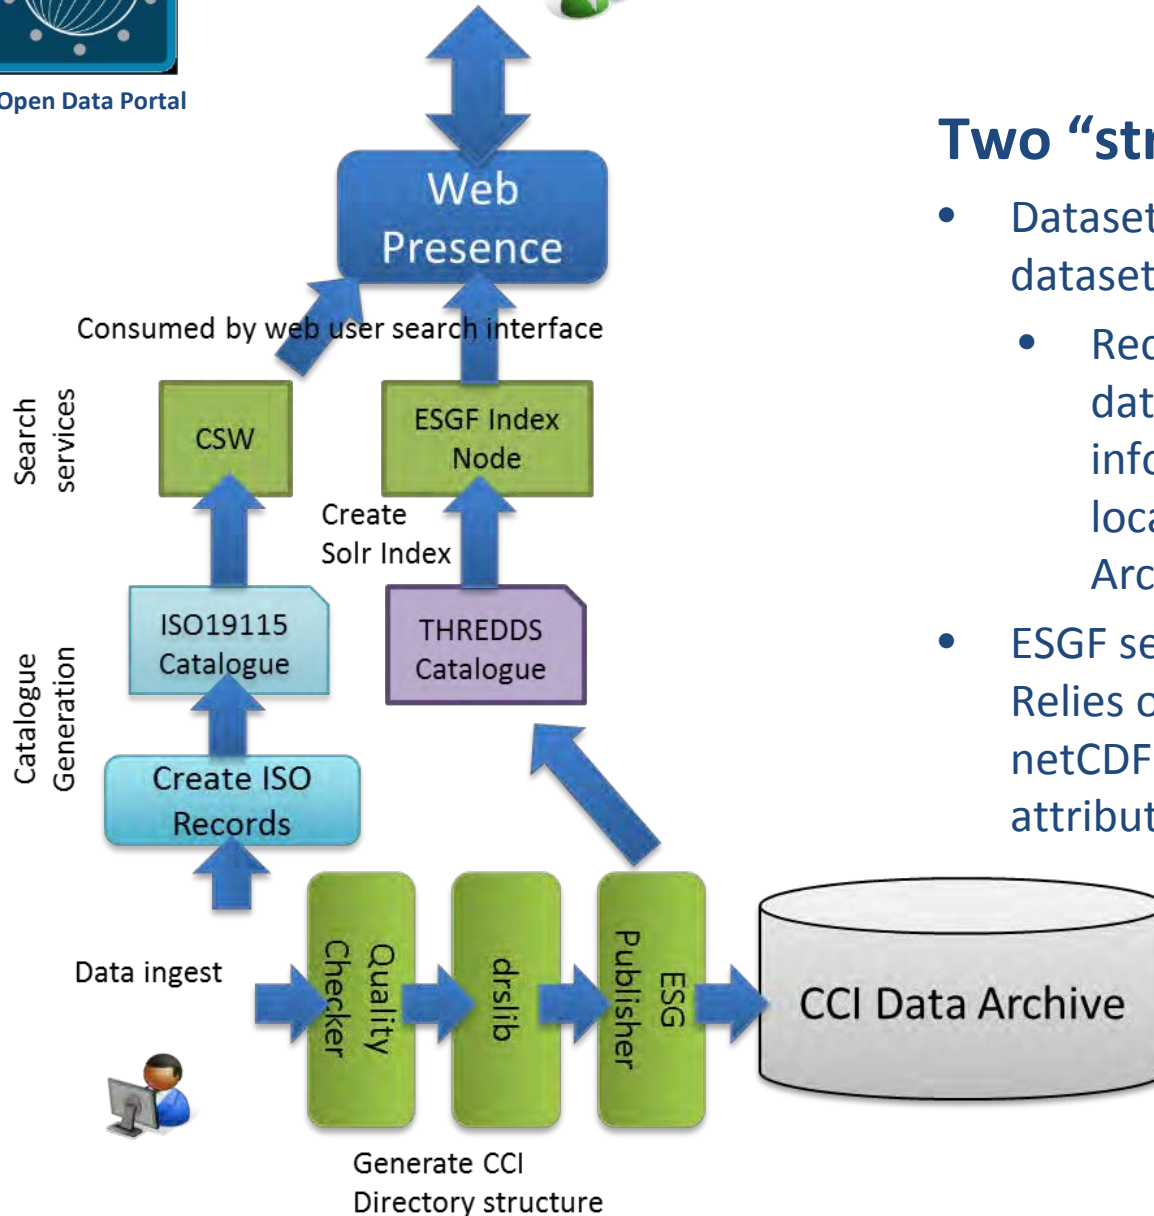 Open Data Portal
Web
Presence
Consumed by web user search interface
Search
services
CSW
ESGF Index
Node
Create
Solr Index
Catalogue
Generation
ISO19115
Catalogue
THREDDS
Catalogue
Create ISO
Records
Data ingest
Quality
Checker
drslib
ESG
Publisher
CCI Data Archive
Generate CCI
Directory structure
Two “str
• Dataset
dataset
• Rec
dat
info
loca
Arc
• ESGF se
Relies o
netCDF
attribut